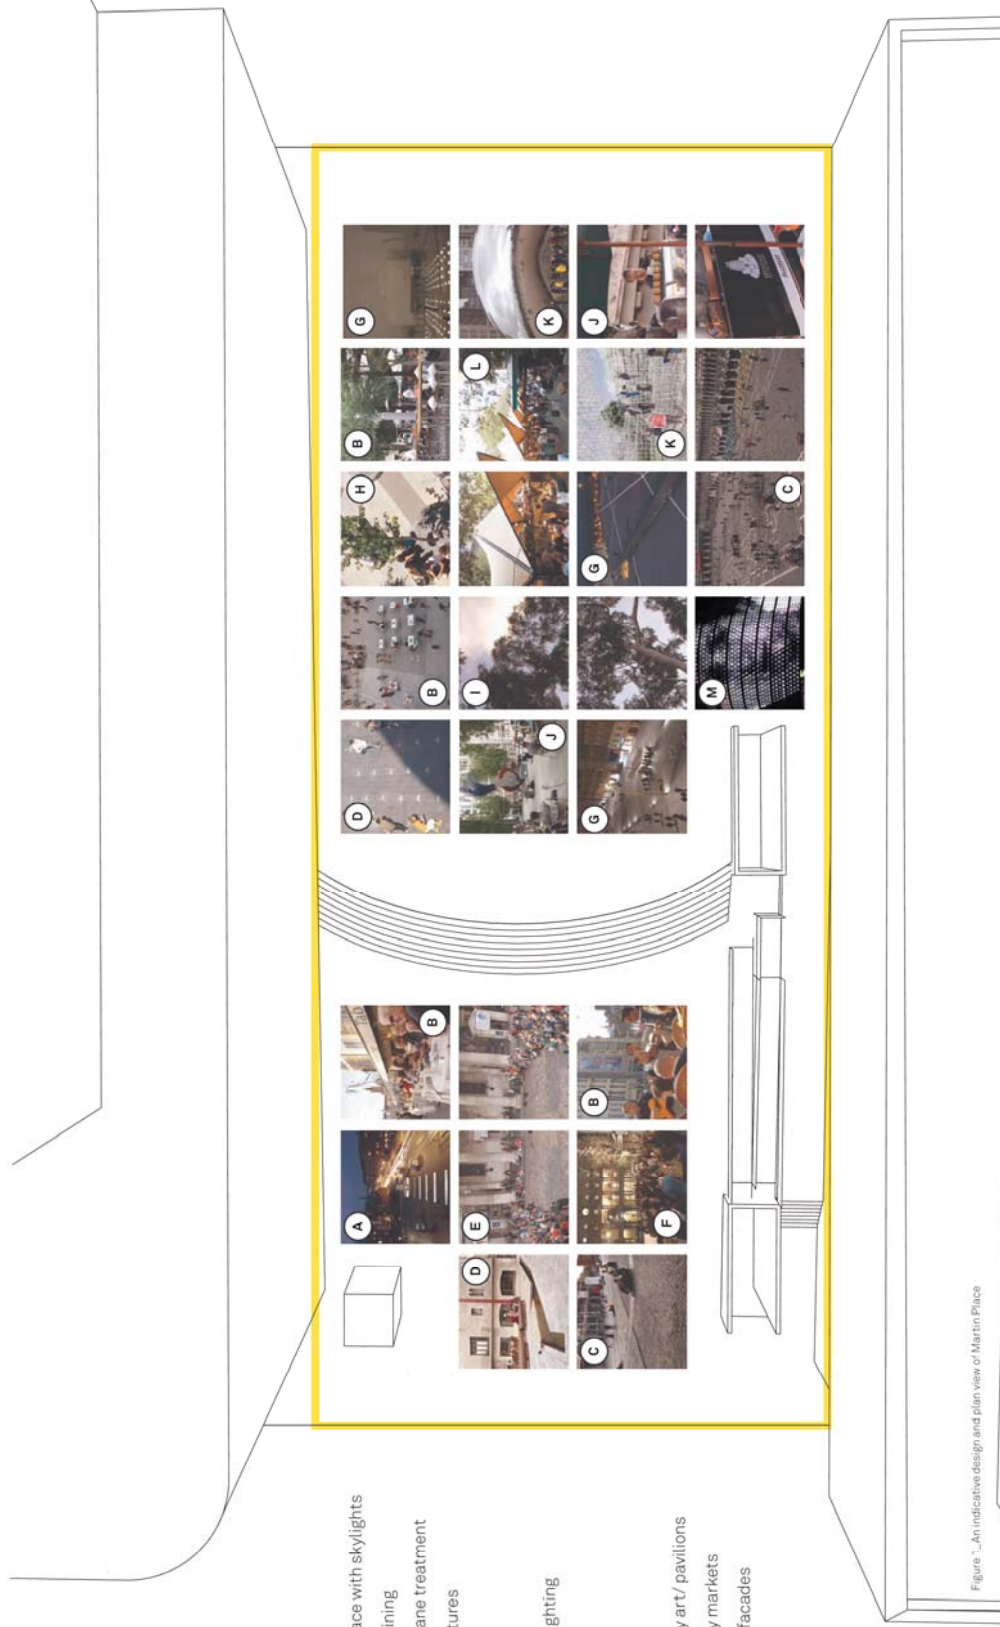 ace with skylights
ining
ane treatment
tures
ghting
y art/ pavilions
y markets
facades
A B D B H B G
D E J I L K
C F B G G K J
M C
Figure 1_An indicative design and plan view of Martin Place